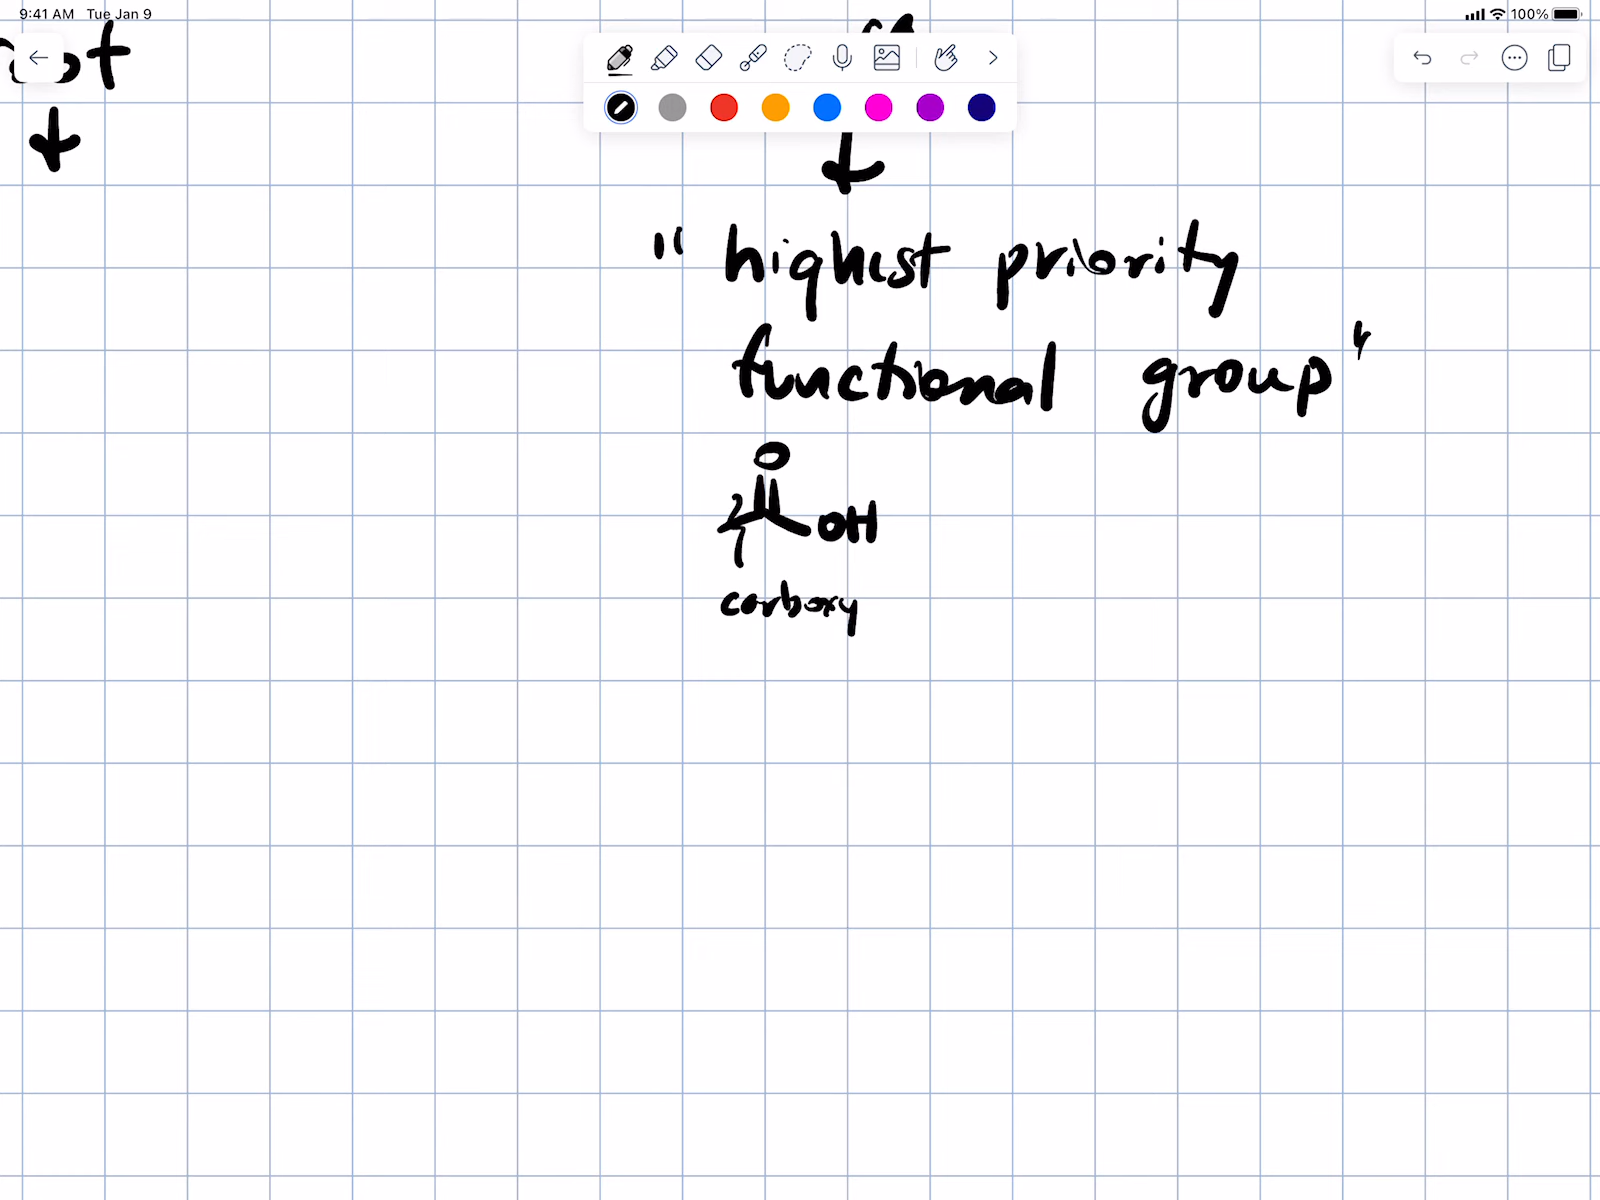 9:41 AM Tue Jan 9
100%
"highest priority
functional group"
O
OH
carboxy